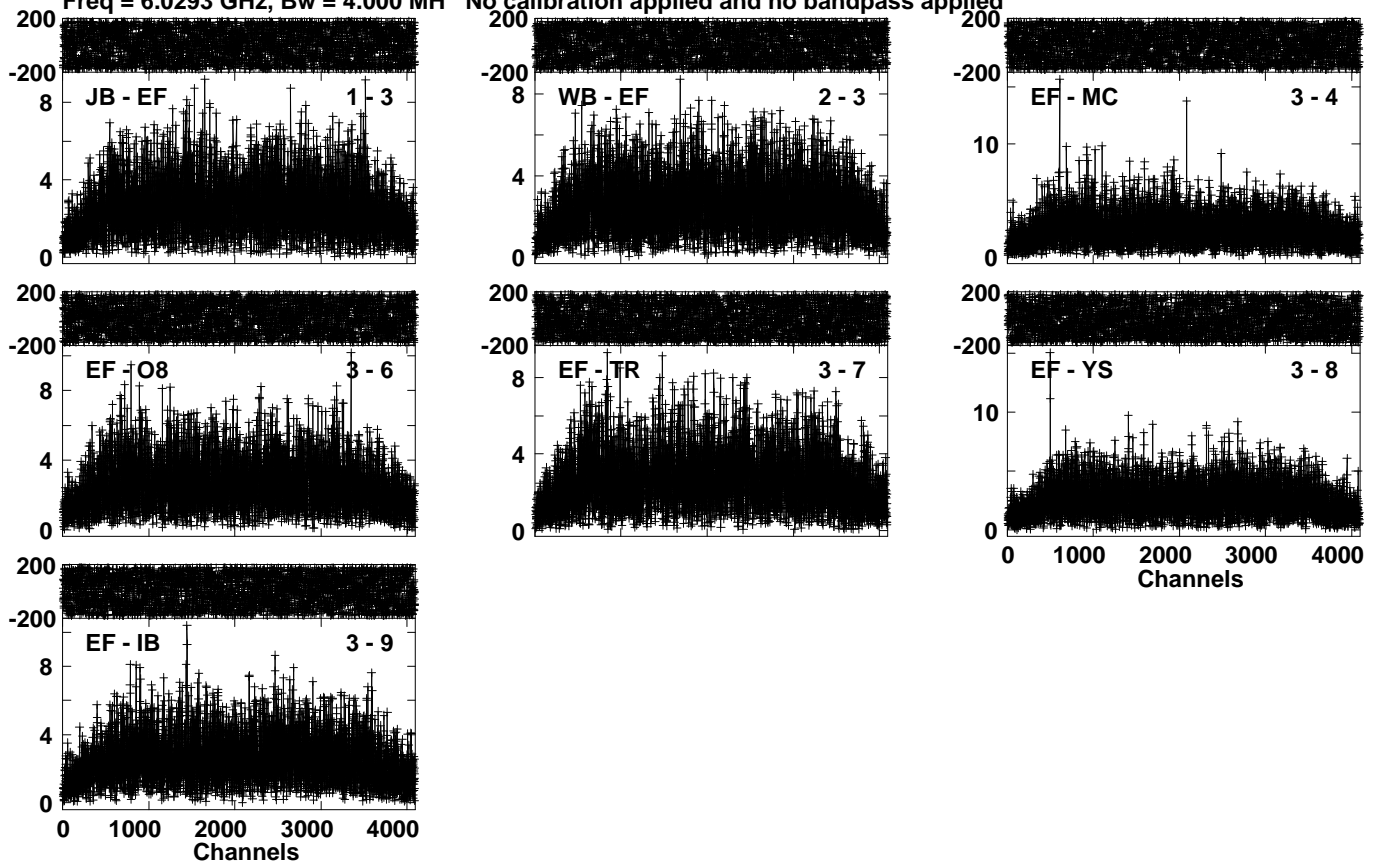 Freq = 6.0293 GHz, Bw = 4.000 MH No calibration applied and no bandpass applied
200
-200
JB - EF 1 - 3
8
4
0
200
-200
WB - EF 2 - 3
8
4
0
200
-200
EF - MC 3 - 4
10
0
200
-200
EF - O8 3 - 6
8
4
0
200
-200
EF - TR 3 - 7
8
4
0
200
-200
EF - YS 3 - 8
10
0
0 1000 2000 3000 4000
Channels
200
-200
EF - IB 3 - 9
8
4
0
0 1000 2000 3000 4000
Channels